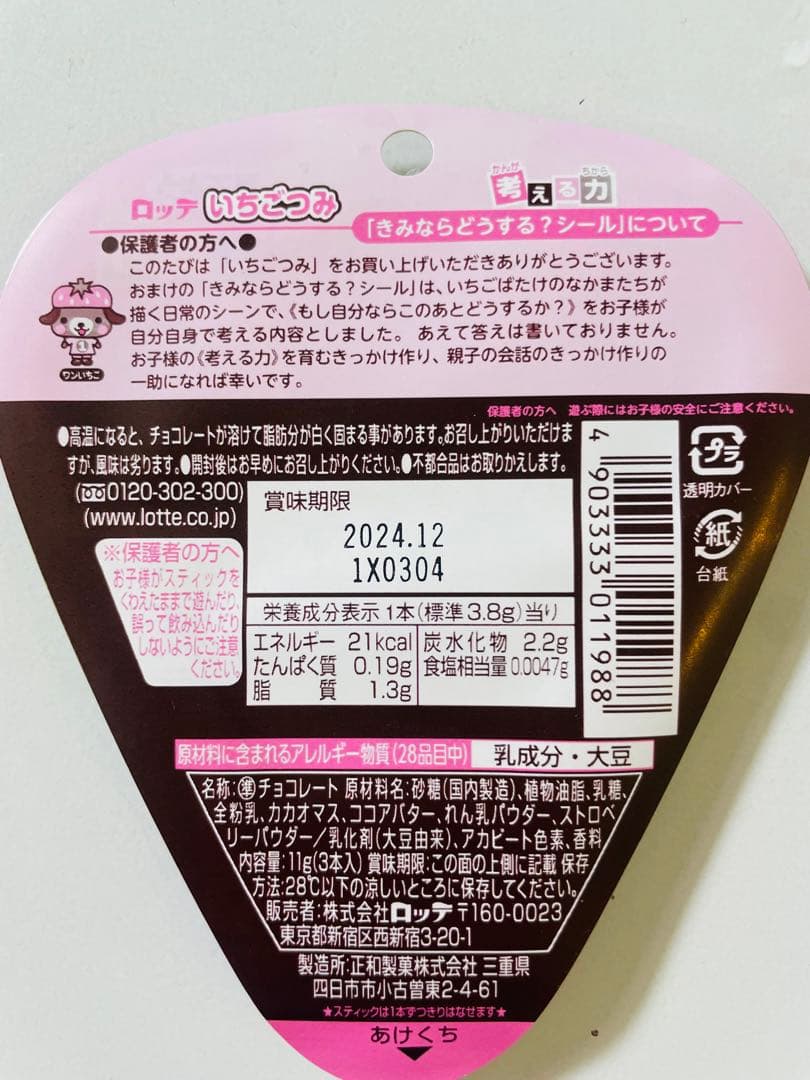 ロッテ いちごつみ
かんが ちから
考える力
「きみならどうする?シール」について
●保護者の方へ●
このたびは「いちごつみ」をお買い上げいただきありがとうございます。
おまけの「きみならどうする?シール」は、いちごばたけのなかまたちが
描く日常のシーンで、《もし自分ならこのあとどうするか?》をお子様が
自分自身で考える内容としました。あえて答えは書いておりません。
お子様の《考える力》を育むきっかけ作り、親子の会話のきっかけ作りの
一助になれば幸いです。
ワンいちご
保護者の方へ 遊ぶ際にはお子様の安全にご注意ください。
●高温になると、チョコレートが溶けて脂肪分が白く固まる事があります。お召し上がりいただけま
すが、風味は劣ります。●開封後はお早めにお召し上がりください。●不都合品はお取りかえします。
(0120-302-300)
(www.lotte.co.jp)
賞味期限
2024.12
1X0304
※保護者の方へ
お子様がスティックを
くわえたままで遊んだり、
誤って飲み込んだり
しないようにご注意
ください。
栄養成分表示 1本(標準3.8g)当り
エネルギー 21kcal 炭水化物 2.2g
たんぱく質 0.19g 食塩相当量 0.0047g
脂質 1.3g
4 903333 011988
プラ
透明カバー
紙
台紙
原材料に含まれるアレルギー物質(28品目中) 乳成分・大豆
名称:準チョコレート 原材料名:砂糖(国内製造)、植物油脂、乳糖、
全粉乳、カカオマス、ココアバター、れん乳パウダー、ストロベ
リーパウダー/乳化剤(大豆由来)、アカビート色素、香料
内容量:11g(3本入) 賞味期限:この面の上側に記載 保存
方法:28℃以下の涼しいところに保存してください。
販売者:株式会社ロッテ 〒160-0023
東京都新宿区西新宿3-20-1
製造所:正和製菓株式会社 三重県
四日市市小古曽東2-4-61
★スティックは1本ずつきりはなせます★
あけくち